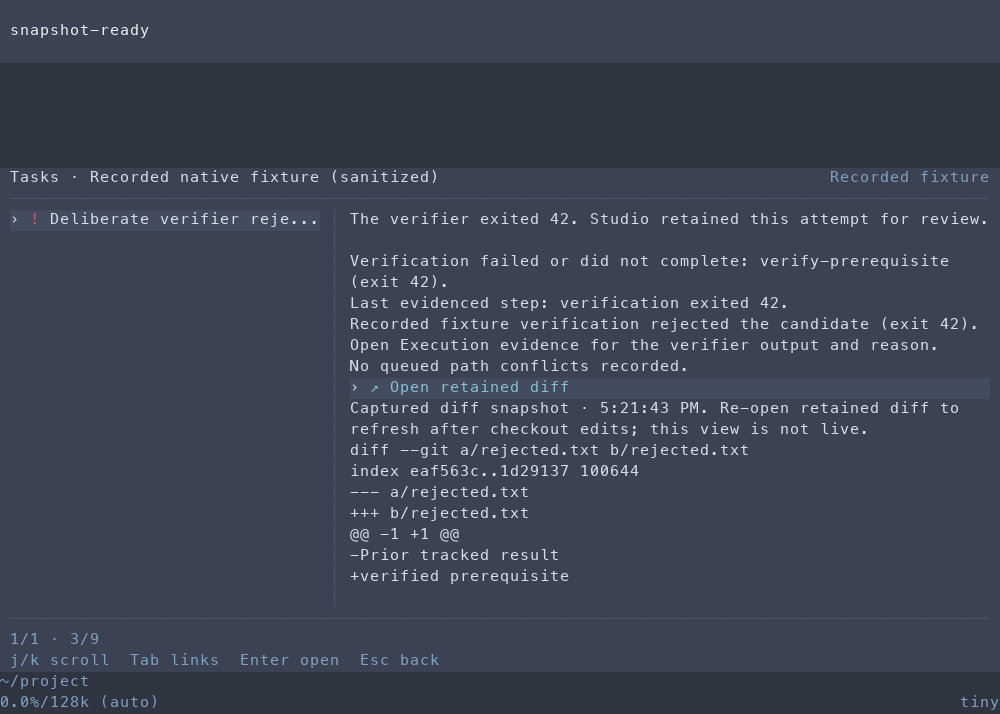 snapshot-ready
Tasks · Recorded native fixture (sanitized)
Recorded fixture
› ! Deliberate verifier reje...
The verifier exited 42. Studio retained this attempt for review.
Verification failed or did not complete: verify-prerequisite
(exit 42).
Last evidenced step: verification exited 42.
Recorded fixture verification rejected the candidate (exit 42).
Open Execution evidence for the verifier output and reason.
No queued path conflicts recorded.
› ↗ Open retained diff
Captured diff snapshot · 5:21:43 PM. Re-open retained diff to
refresh after checkout edits; this view is not live.
diff --git a/rejected.txt b/rejected.txt
index eaf563c..1d29137 100644
--- a/rejected.txt
+++ b/rejected.txt
@@ -1 +1 @@
-Prior tracked result
+verified prerequisite
1/1 · 3/9
j/k scroll  Tab links  Enter open  Esc back
~/project
0.0%/128k (auto)
tiny